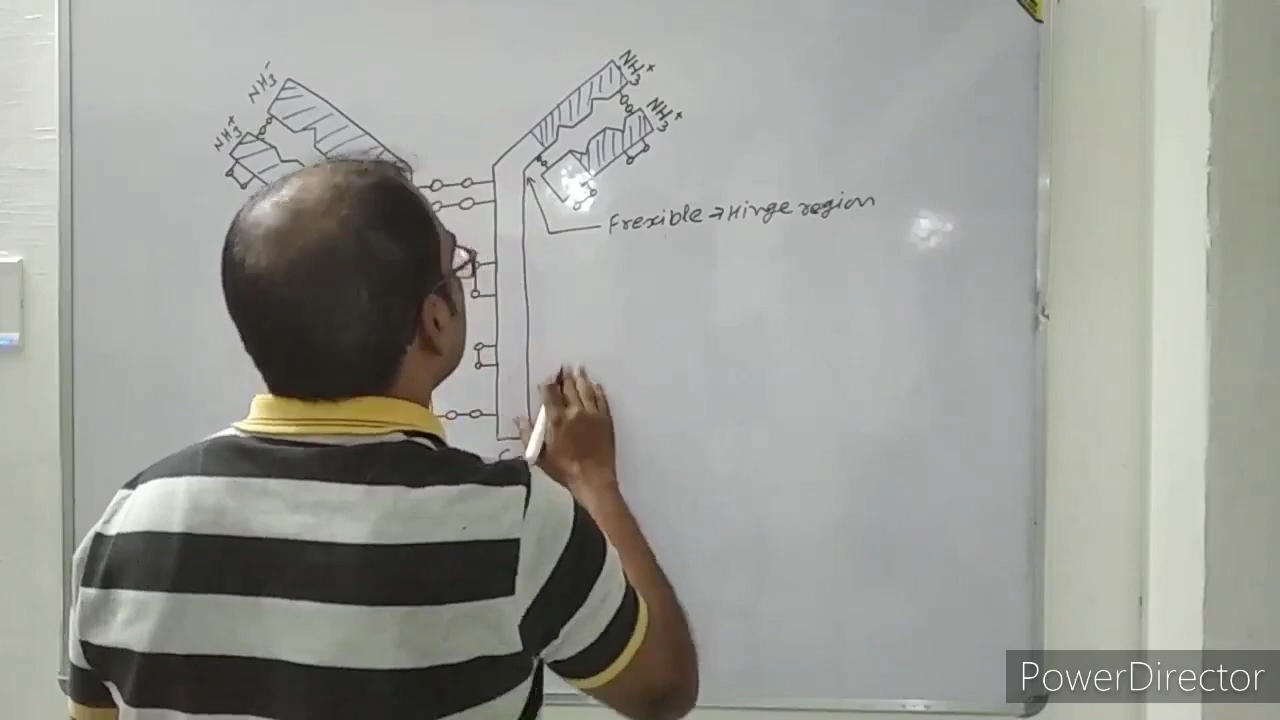 NH3+
NH3-
NH3+
NH3+
Frexible → Hinge region
C
PowerDirector